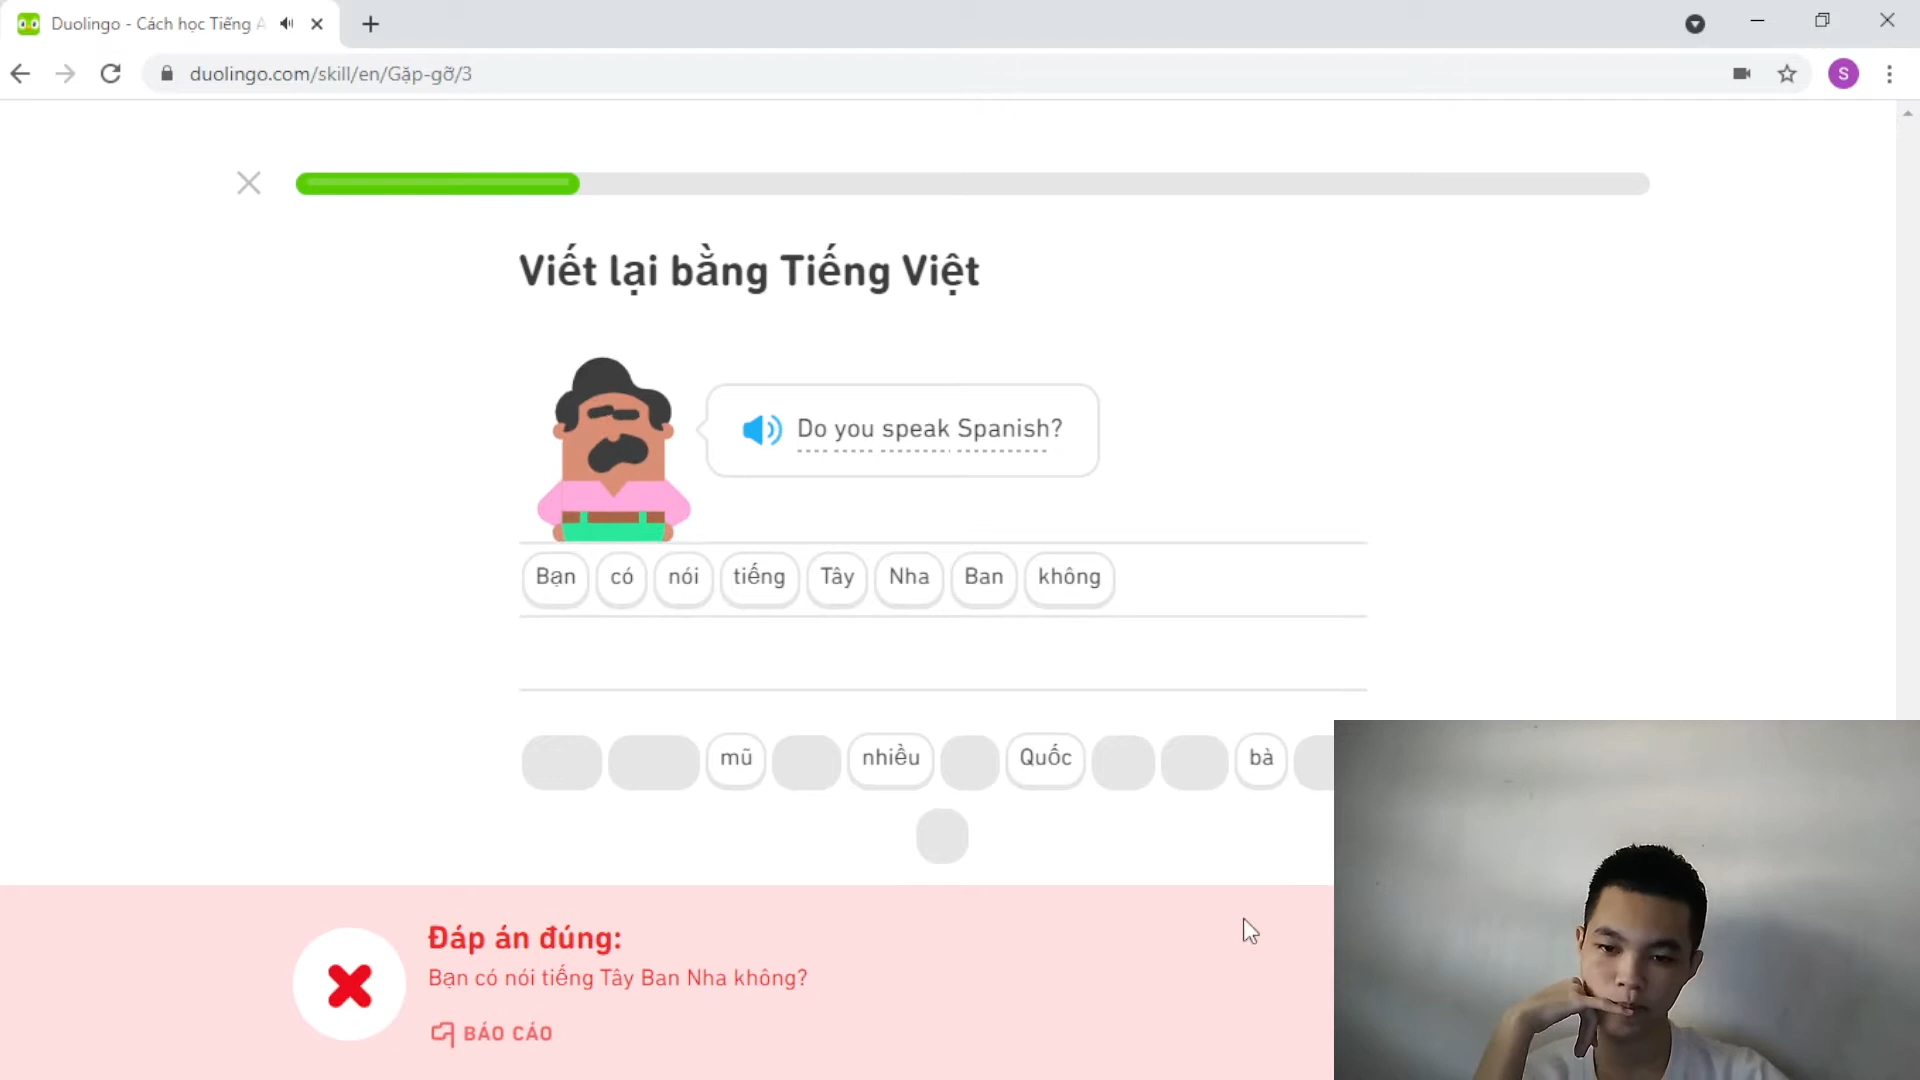 Duolingo - Cách học Tiếng A
duolingo.com/skill/en/Gặp-gỡ/3
S
Viết lại bằng Tiếng Việt
Do you speak Spanish?
Bạn có nói tiếng Tây Nha Ban không
mũ nhiều Quốc bà
Đáp án đúng:
Bạn có nói tiếng Tây Ban Nha không?
BÁO CÁO